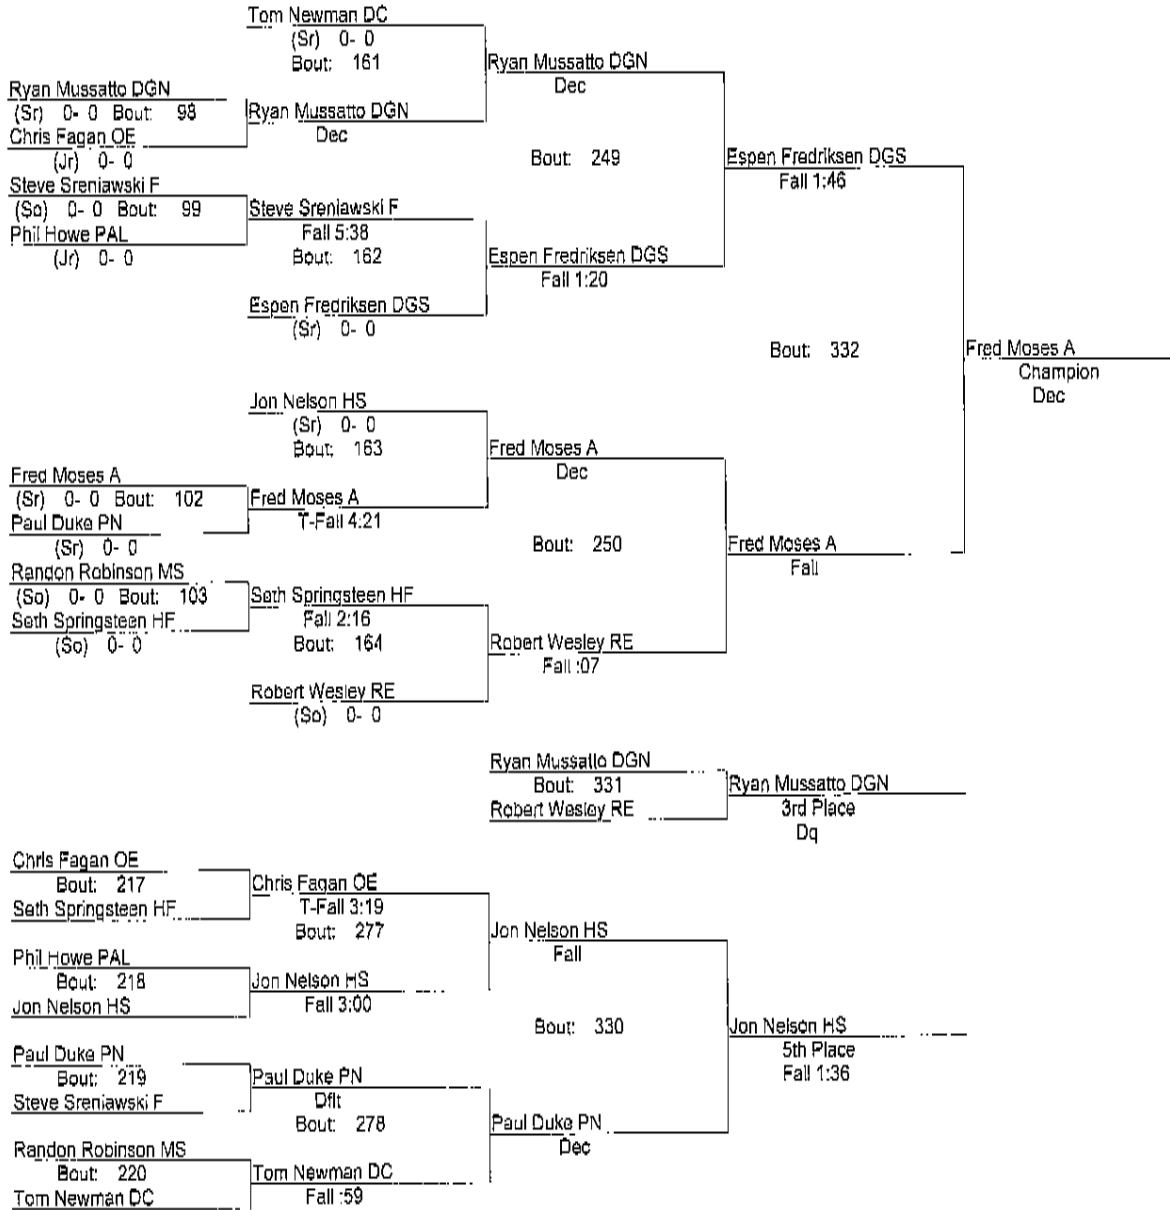 Tom Newman DC
(Sr) 0- 0
Bout: 161
Ryan Mussatto DGN
Dec
Ryan Mussatto DGN
(Sr) 0- 0 Bout: 98
Chris Fagan OE
(Jr) 0- 0
Ryan Mussatto DGN
Dec
Bout: 249
Espen Fredriksen DGS
Fall 1:46
Steve Sreniawski F
(So) 0- 0 Bout: 99
Phil Howe PAL
(Jr) 0- 0
Steve Sreniawski F
Fall 5:38
Bout: 162
Espen Fredriksen DGS
Fall 1:20
Espen Fredriksen DGS
(Sr) 0- 0
Bout: 332
Fred Moses A
Champion
Dec
Jon Nelson HS
(Sr) 0- 0
Bout: 163
Fred Moses A
Dec
Fred Moses A
(Sr) 0- 0 Bout: 102
Paul Duke PN
(Sr) 0- 0
Fred Moses A
T-Fall 4:21
Bout: 250
Fred Moses A
Fall
Randon Robinson MS
(So) 0- 0 Bout: 103
Seth Springsteen HF
(So) 0- 0
Seth Springsteen HF
Fall 2:16
Bout: 164
Robert Wesley RE
Fall :07
Robert Wesley RE
(So) 0- 0
Ryan Mussatto DGN
Bout: 331
Robert Wesley RE
Ryan Mussatto DGN
3rd Place
Dq
Chris Fagan OE
Bout: 217
Seth Springsteen HF
Chris Fagan OE
T-Fall 3:19
Bout: 277
Jon Nelson HS
Fall
Phil Howe PAL
Bout: 218
Jon Nelson HS
Jon Nelson HS
Fall 3:00
Bout: 330
Jon Nelson HS
5th Place
Fall 1:36
Paul Duke PN
Bout: 219
Steve Sreniawski F
Paul Duke PN
Dflt
Bout: 278
Paul Duke PN
Dec
Randon Robinson MS
Bout: 220
Tom Newman DC
Tom Newman DC
Fall :59